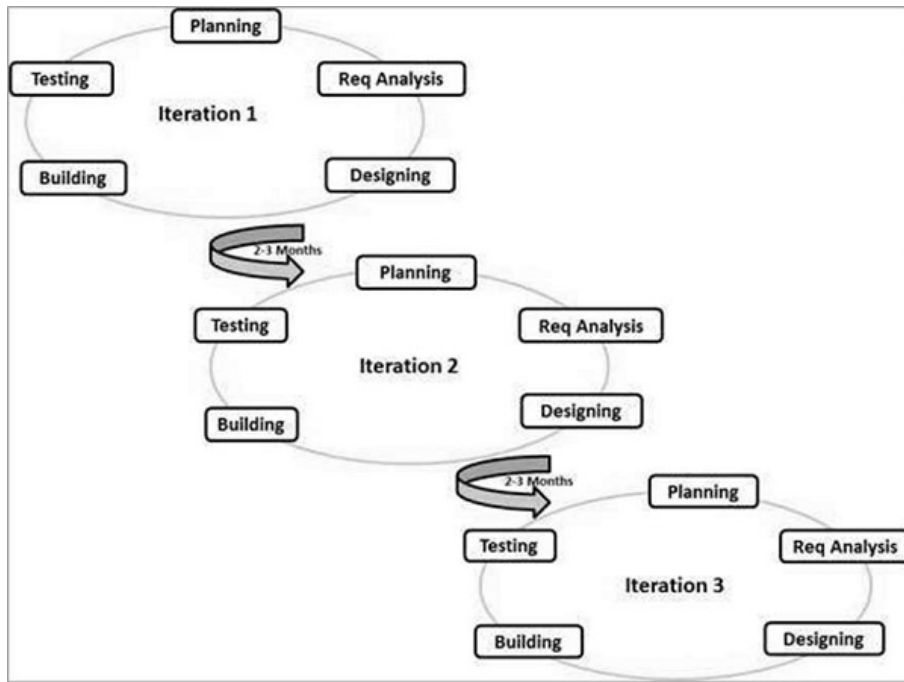 Planning
Testing
Req Analysis
Iteration 1
Building
Designing
2-3 Months
Planning
Testing
Req Analysis
Iteration 2
Building
Designing
2-3 Months
Planning
Testing
Req Analysis
Iteration 3
Building
Designing